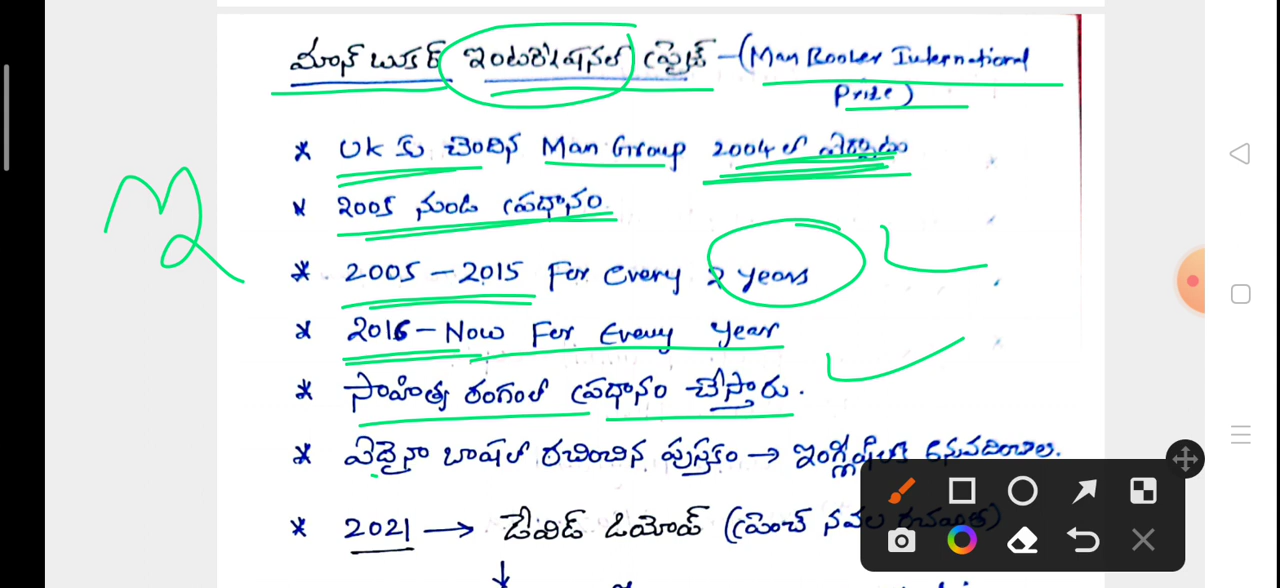 మాన్ బుకర్ ఇంటర్నేషనల్ ప్రైజ్ - (Man Booker International
Prize)
* UK కు చెందిన Man Group 2004 లో ఏర్పాటు
* 2005 నుండి ప్రధానం.
* 2005 - 2015 For Every 2 years
* 2016 - Now For Every year
* సాహిత్య రంగంలో ప్రధానం చేస్తారు.
* ఏదైనా బాషలో రచించిన పుస్తకం → ఇంగ్లీషులోకి అనువదించాల.
* 2021 → డేవిడ్ డియోప్ (ఫ్రెంచ్ నవల రచయిత)